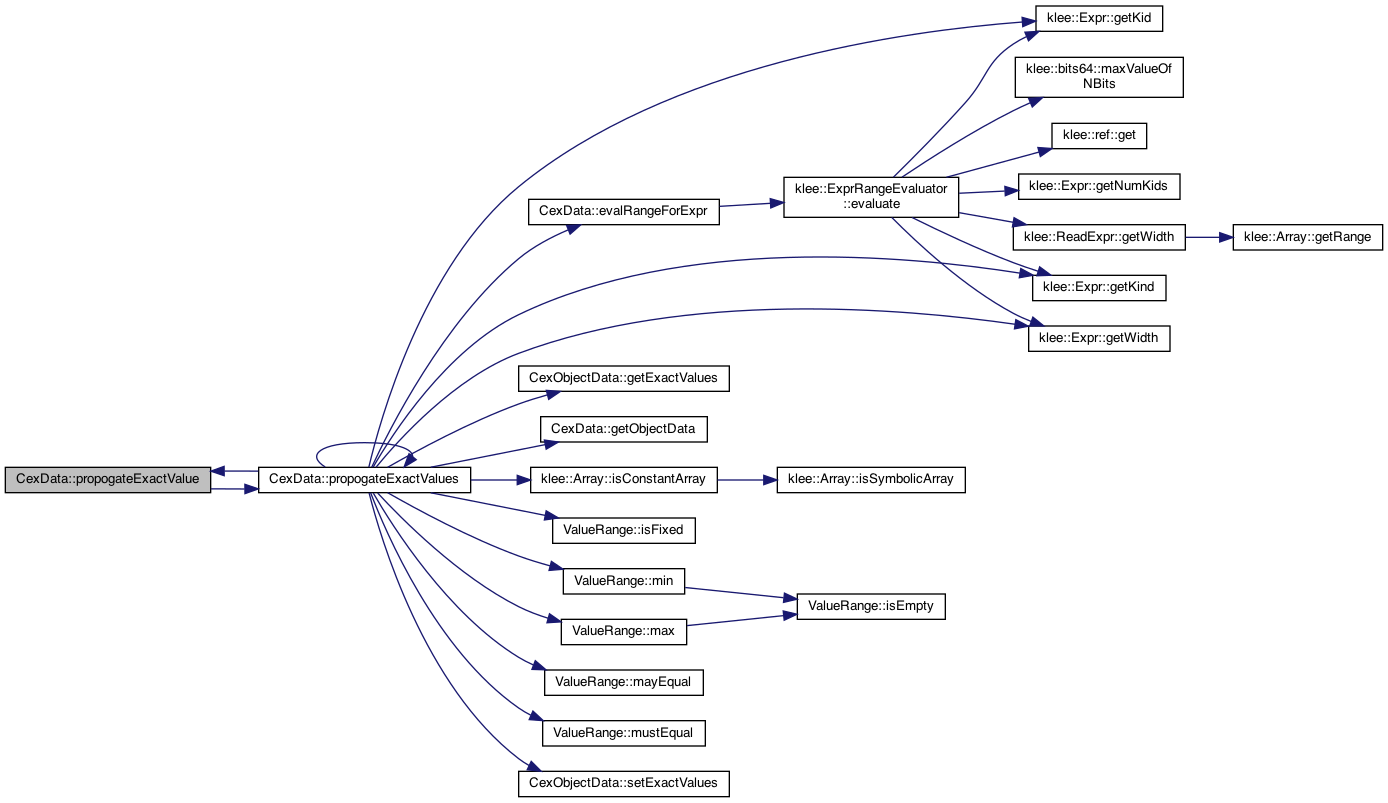 klee::Expr::getKid
klee::bits64::maxValueOf
NBits
klee::ref::get
klee::ExprRangeEvaluator
::evaluate
klee::Expr::getNumKids
CexData::evalRangeForExpr
klee::ReadExpr::getWidth
klee::Array::getRange
klee::Expr::getKind
klee::Expr::getWidth
CexObjectData::getExactValues
CexData::getObjectData
CexData::propogateExactValue
CexData::propogateExactValues
klee::Array::isConstantArray
klee::Array::isSymbolicArray
ValueRange::isFixed
ValueRange::min
ValueRange::isEmpty
ValueRange::max
ValueRange::mayEqual
ValueRange::mustEqual
CexObjectData::setExactValues